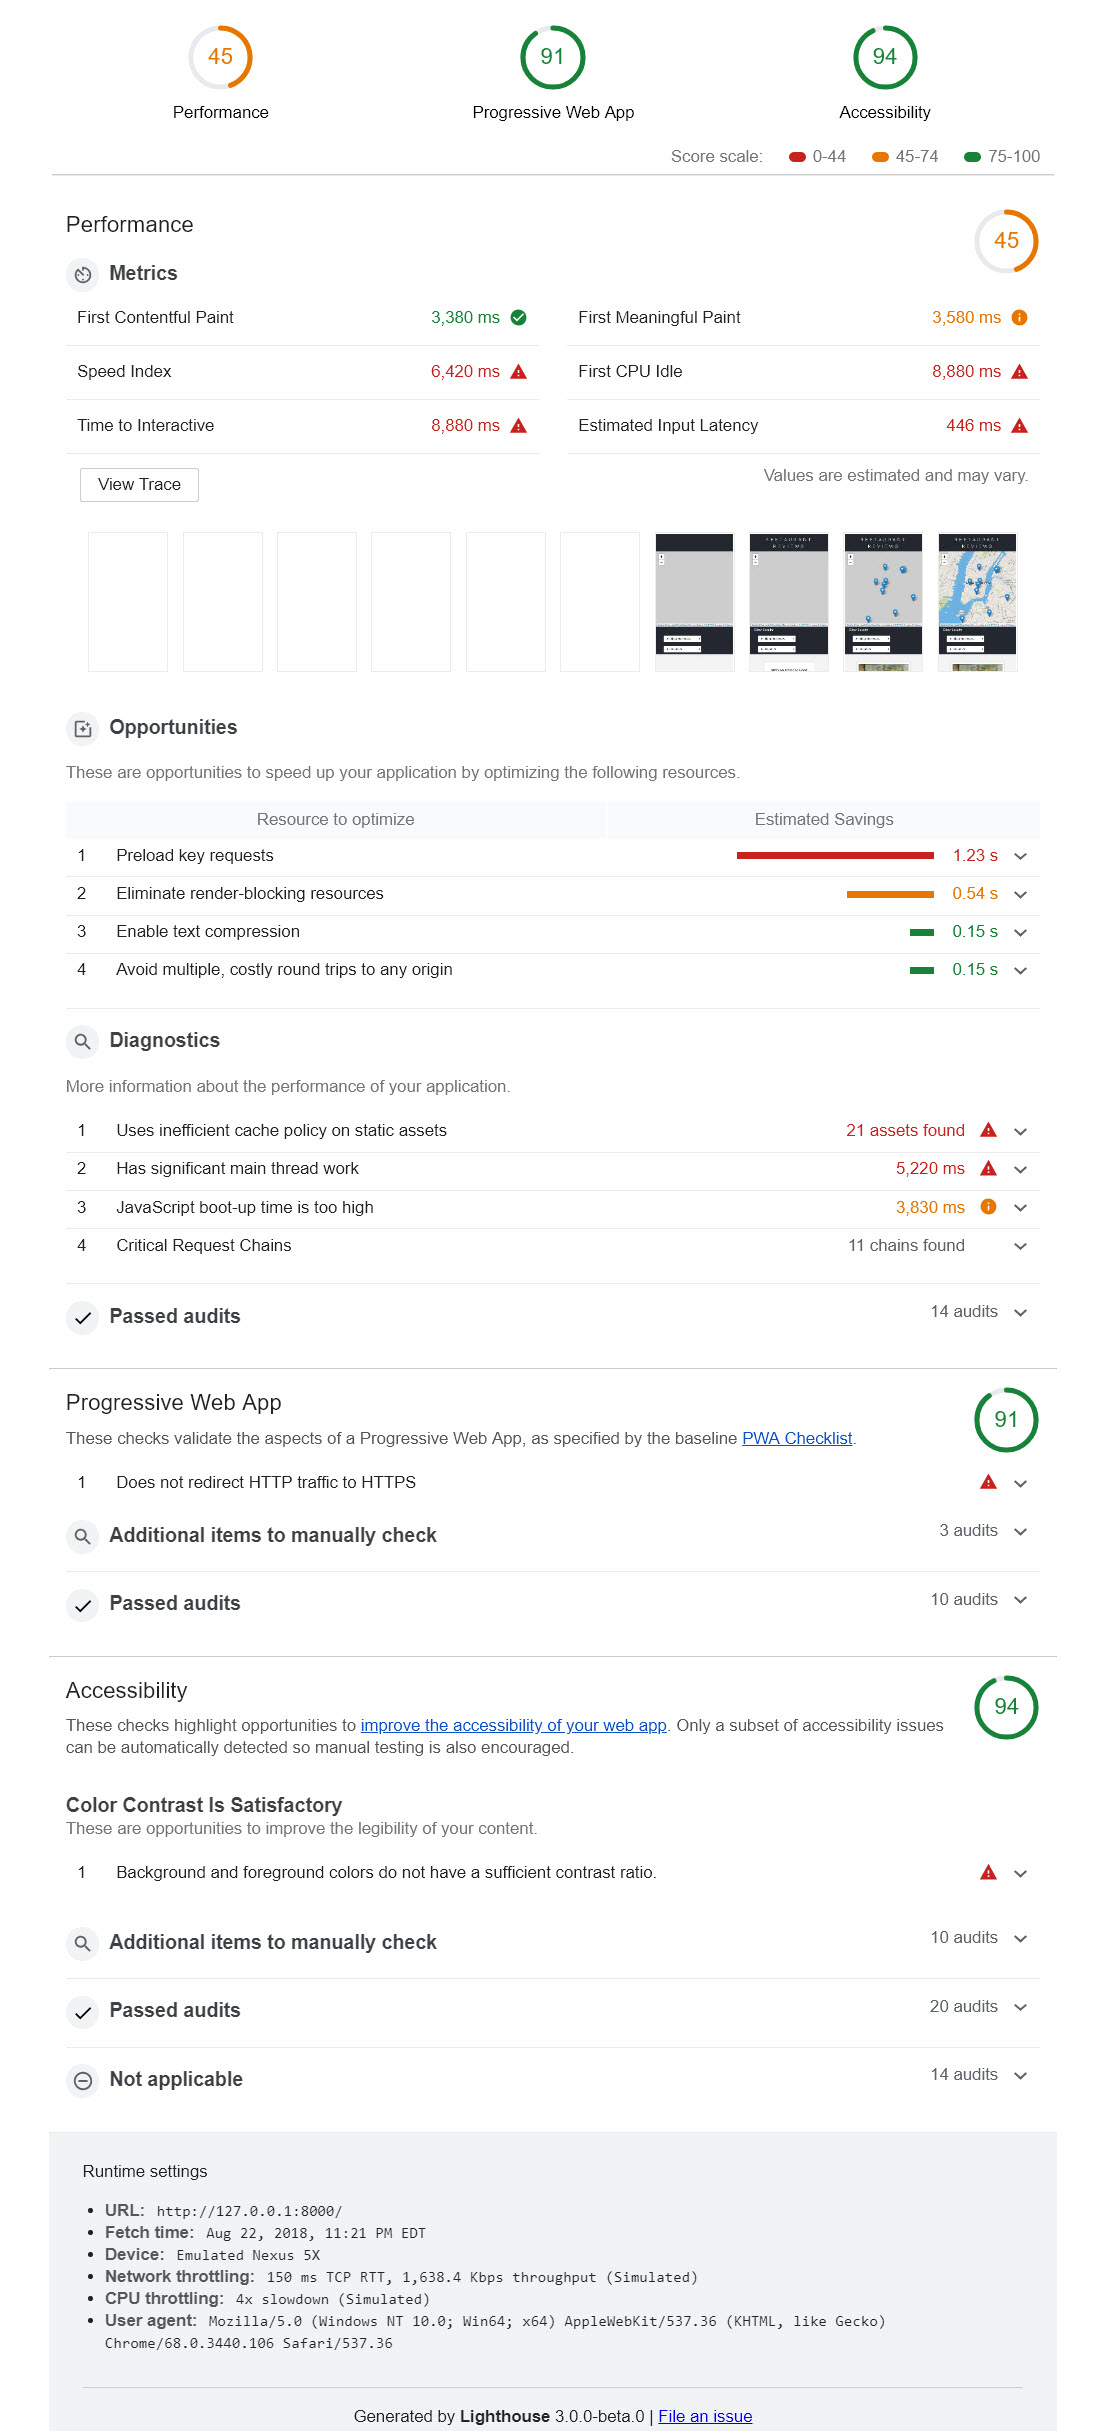 45 91 94
Performance Progressive Web App Accessibility
Score scale: 0-44 45-74 75-100
Performance 45
Metrics
First Contentful Paint 3,380 ms First Meaningful Paint 3,580 ms
Speed Index 6,420 ms First CPU Idle 8,880 ms
Time to Interactive 8,880 ms Estimated Input Latency 446 ms
View Trace Values are estimated and may vary.
RESTAURANT RESTAURANT RESTAURANT
REVIEWS REVIEWS REVIEWS
Opportunities
These are opportunities to speed up your application by optimizing the following resources.
Resource to optimize Estimated Savings
1 Preload key requests 1.23 s
2 Eliminate render-blocking resources 0.54 s
3 Enable text compression 0.15 s
4 Avoid multiple, costly round trips to any origin 0.15 s
Diagnostics
More information about the performance of your application.
1 Uses inefficient cache policy on static assets 21 assets found
2 Has significant main thread work 5,220 ms
3 JavaScript boot-up time is too high 3,830 ms
4 Critical Request Chains 11 chains found
Passed audits 14 audits
Progressive Web App 91
These checks validate the aspects of a Progressive Web App, as specified by the baseline PWA Checklist.
1 Does not redirect HTTP traffic to HTTPS
Additional items to manually check 3 audits
Passed audits 10 audits
Accessibility 94
These checks highlight opportunities to improve the accessibility of your web app. Only a subset of accessibility issues
can be automatically detected so manual testing is also encouraged.
Color Contrast Is Satisfactory
These are opportunities to improve the legibility of your content.
1 Background and foreground colors do not have a sufficient contrast ratio.
Additional items to manually check 10 audits
Passed audits 20 audits
Not applicable 14 audits
Runtime settings
• URL: http://127.0.0.1:8000/
• Fetch time: Aug 22, 2018, 11:21 PM EDT
• Device: Emulated Nexus 5X
• Network throttling: 150 ms TCP RTT, 1,638.4 Kbps throughput (Simulated)
• CPU throttling: 4x slowdown (Simulated)
• User agent: Mozilla/5.0 (Windows NT 10.0; Win64; x64) AppleWebKit/537.36 (KHTML, like Gecko)
Chrome/68.0.3440.106 Safari/537.36
Generated by Lighthouse 3.0.0-beta.0 | File an issue